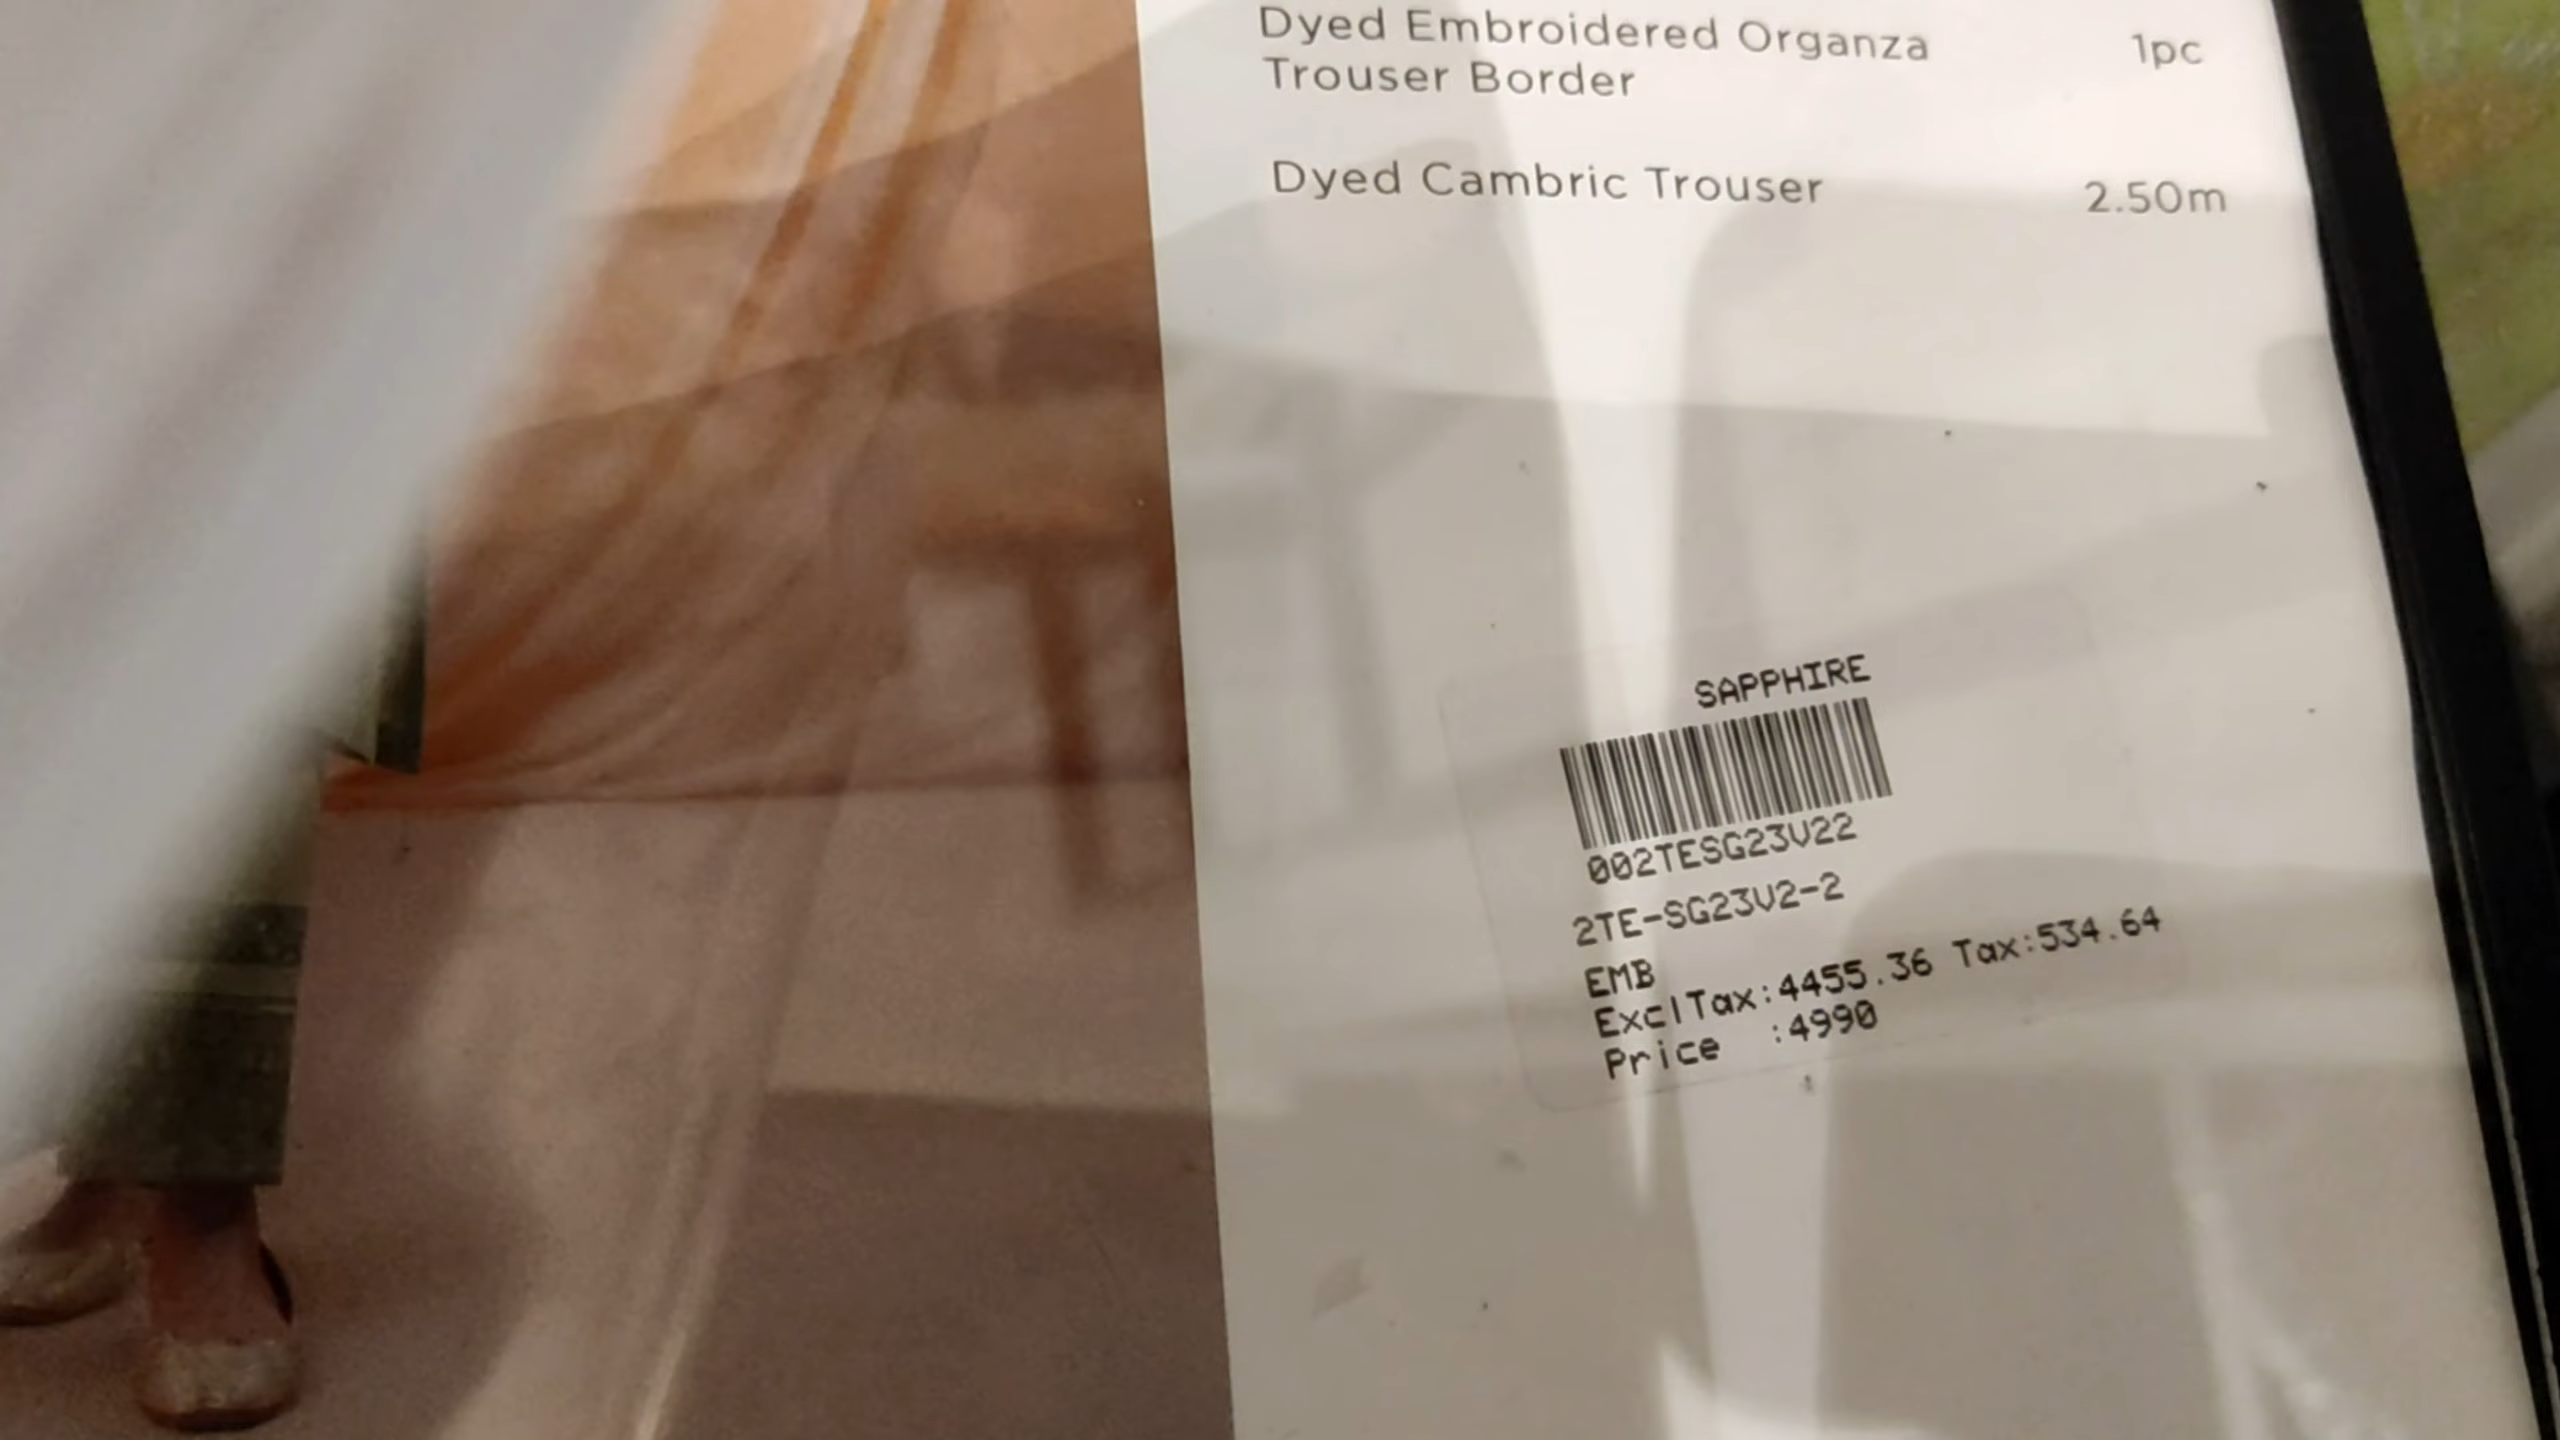 Dyed Embroidered Organza 1pc
Trouser Border
Dyed Cambric Trouser 2.50m
SAPPHIRE
002TESG23V22
2TE-SG23V2-2
EMB
ExclTax:4455.36 Tax:534.64
Price :4990